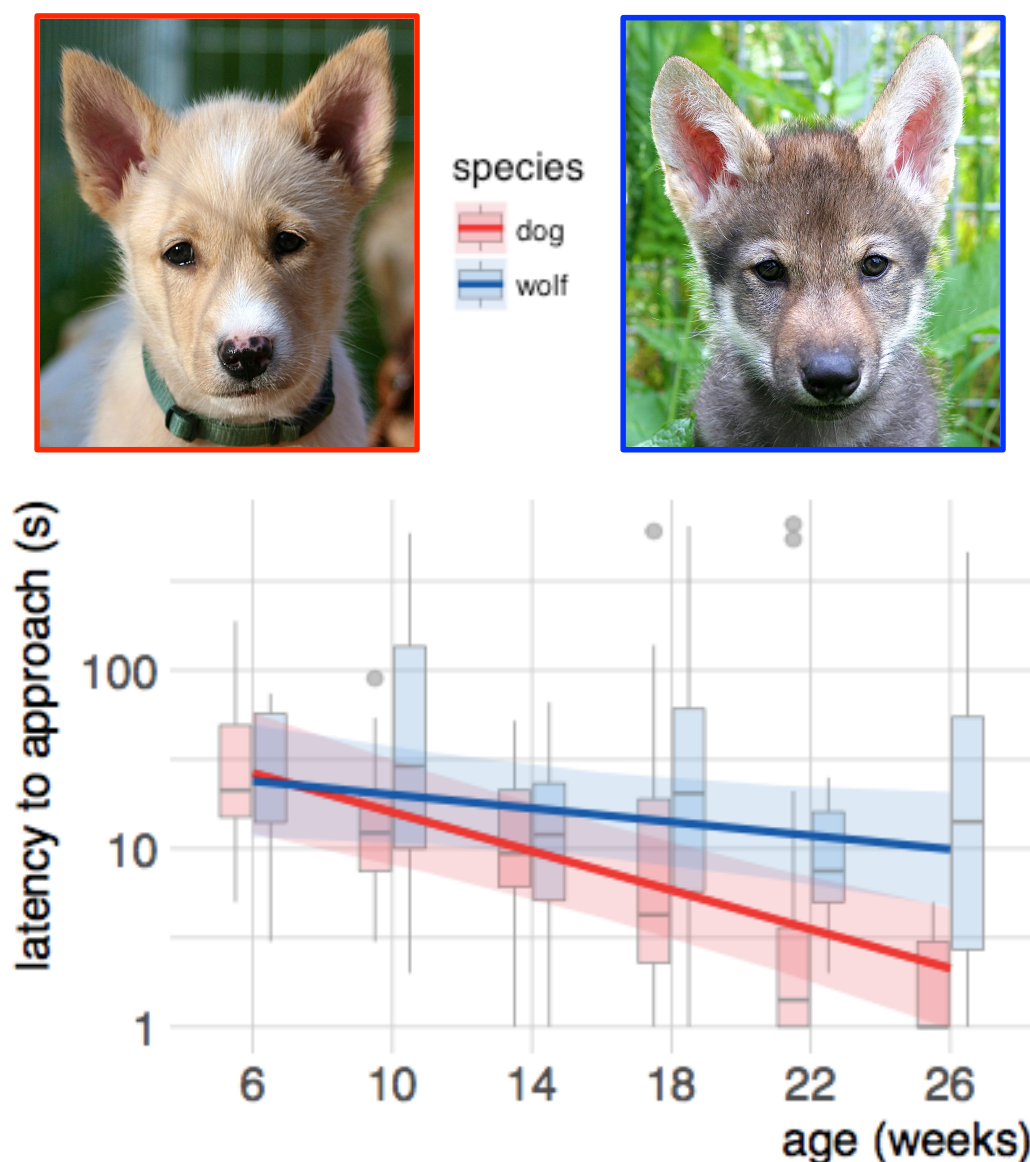 species
dog
wolf
latency to approach (s)
100
10
1
6 10 14 18 22 26
age (weeks)